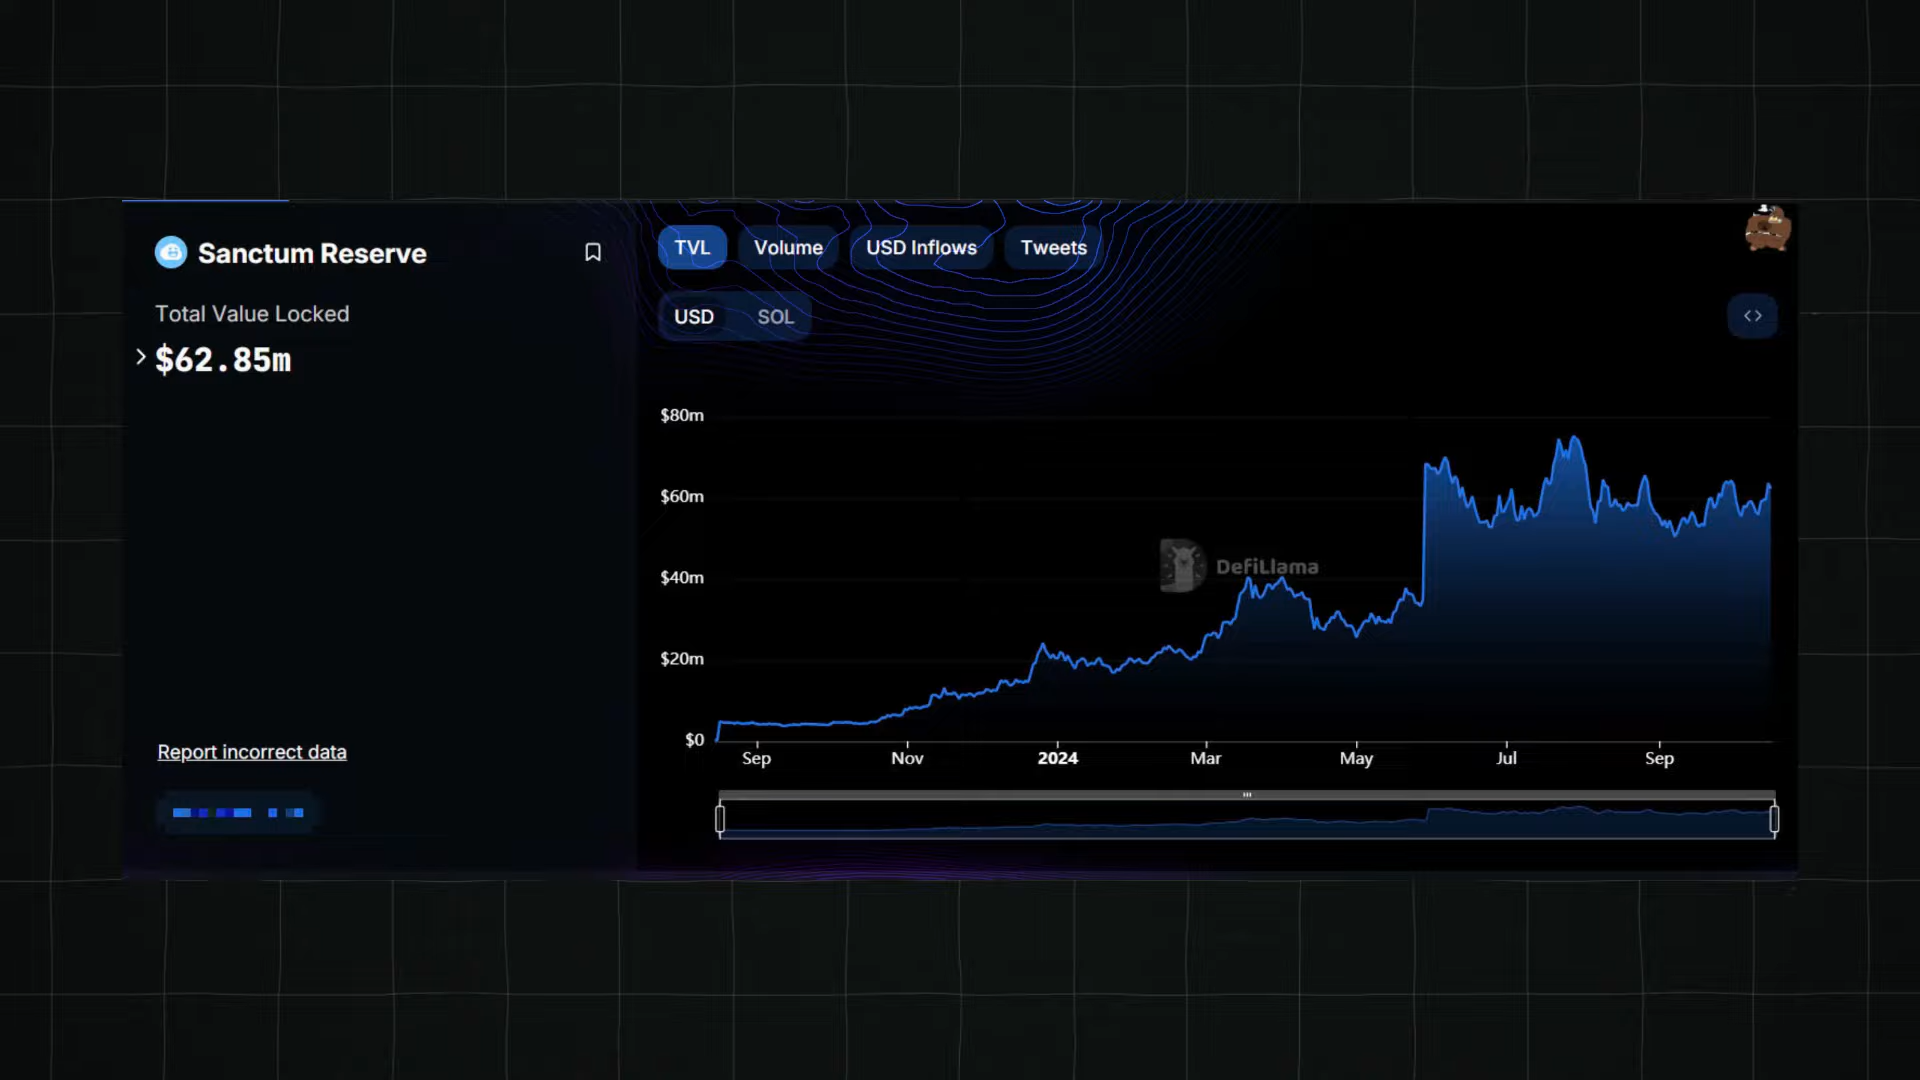 Sanctum Reserve
Total Value Locked
$62.85m
Report incorrect data
TVL
Volume
USD Inflows
Tweets
USD
SOL
$80m
$60m
$40m
$20m
$0
DefiLlama
Sep
Nov
2024
Mar
May
Jul
Sep